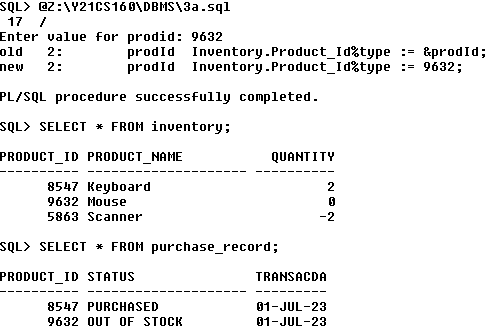 SQL> @Z:\Y21CS160\DBMS\3a.sql
 17  /
Enter value for prodid: 9632
old   2:         prodId  Inventory.Product_Id%type := &prodId;
new   2:         prodId  Inventory.Product_Id%type := 9632;
PL/SQL procedure successfully completed.
SQL> SELECT * FROM inventory;
PRODUCT_ID PRODUCT_NAME           QUANTITY
---------- -------------------- ----------
      8547 Keyboard                      2
      9632 Mouse                         0
      5863 Scanner                      -2
SQL> SELECT * FROM purchase_record;
PRODUCT_ID STATUS               TRANSACDA
---------- -------------------- ---------
      8547 PURCHASED            01-JUL-23
      9632 OUT OF STOCK         01-JUL-23